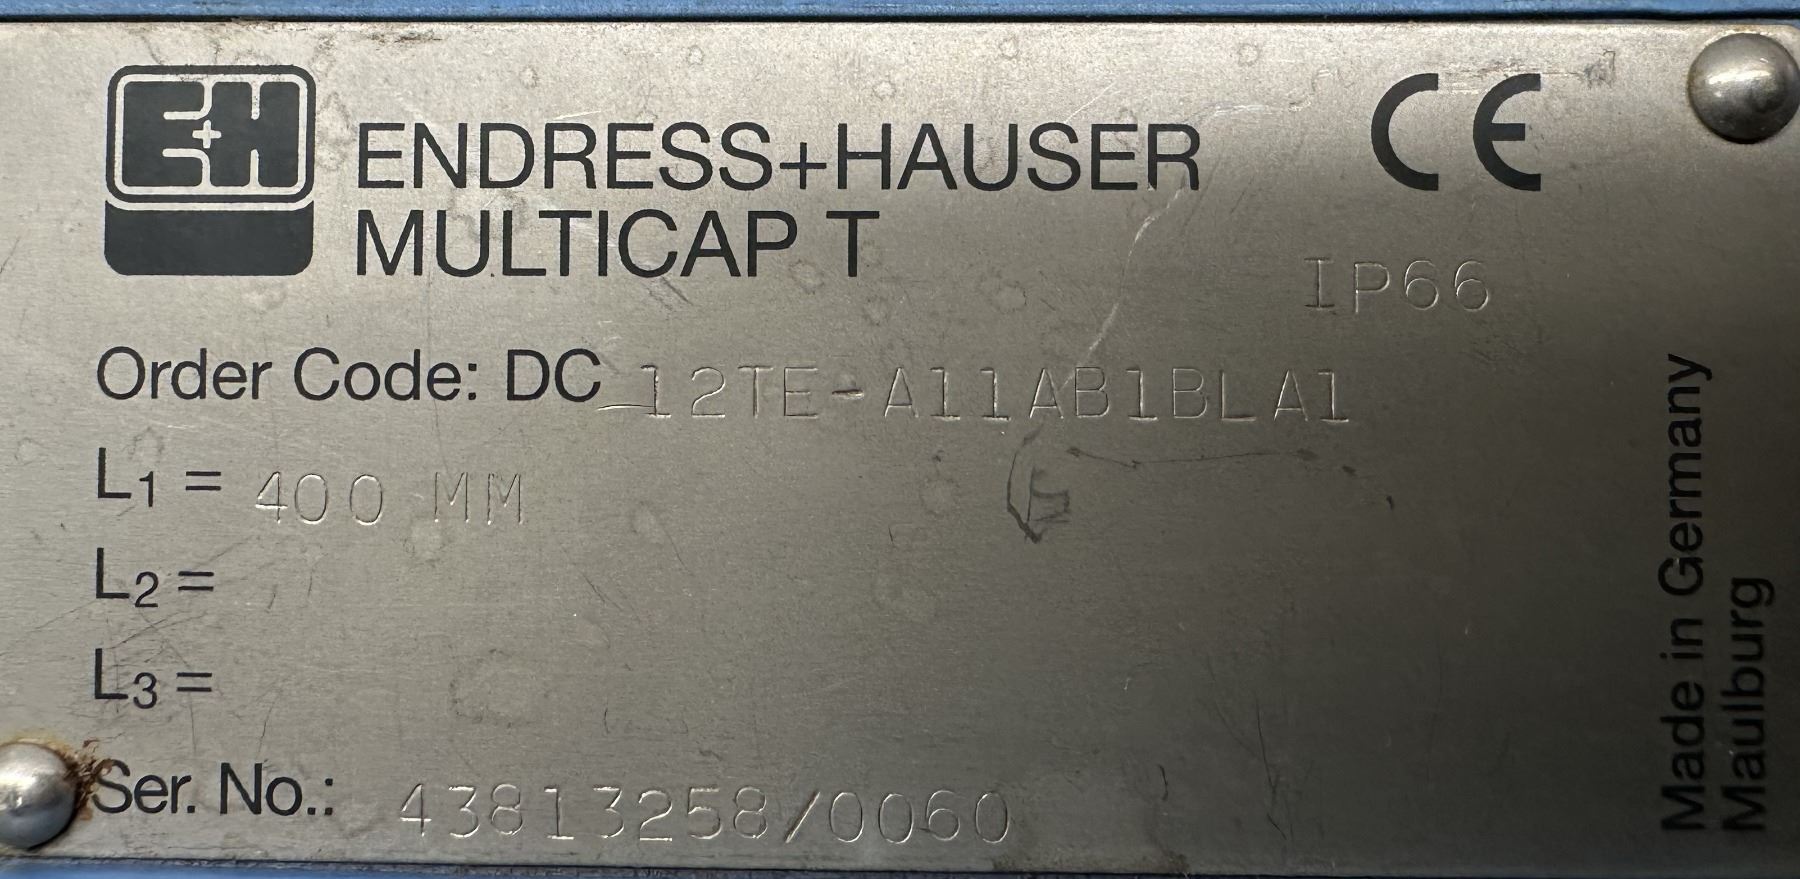 E+H
ENDRESS+HAUSER
MULTICAP T
CE
IP66
Order Code: DC 12TE-A11AB1BLA1
L1 = 400 MM
L2 =
L3 =
Ser. No.: 43813258/0060
Made in Germany
Maulburg